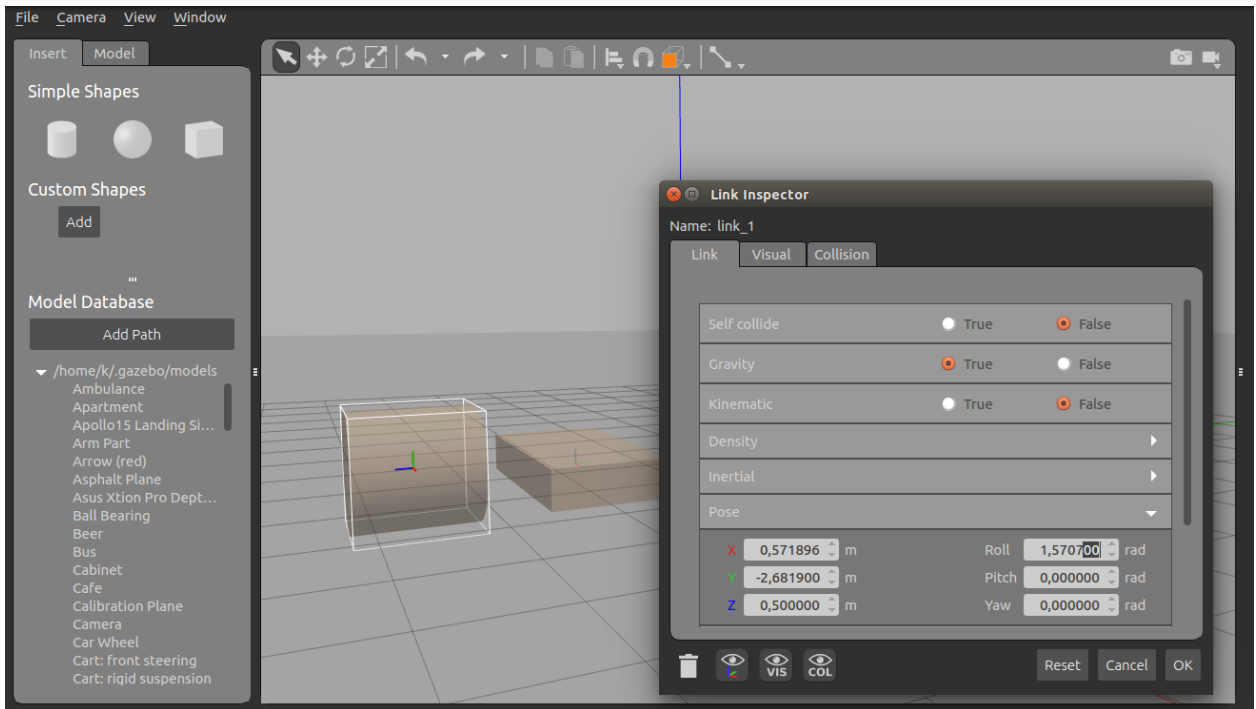 File Camera View Window
Insert Model
Simple Shapes
Custom Shapes
Add
Model Database
Add Path
/home/k/.gazebo/models
Ambulance
Apartment
Apollo15 Landing Si...
Arm Part
Arrow (red)
Asphalt Plane
Asus Xtion Pro Dept...
Ball Bearing
Beer
Bus
Cabinet
Cafe
Calibration Plane
Camera
Car Wheel
Cart: front steering
Cart: rigid suspension
Link Inspector
Name: link_1
Link Visual Collision
Self collide True False
Gravity True False
Kinematic True False
Density
Inertial
Pose
X 0,571896 m Roll 1,570700 rad
Y -2,681900 m Pitch 0,000000 rad
Z 0,500000 m Yaw 0,000000 rad
VIS COL Reset Cancel OK